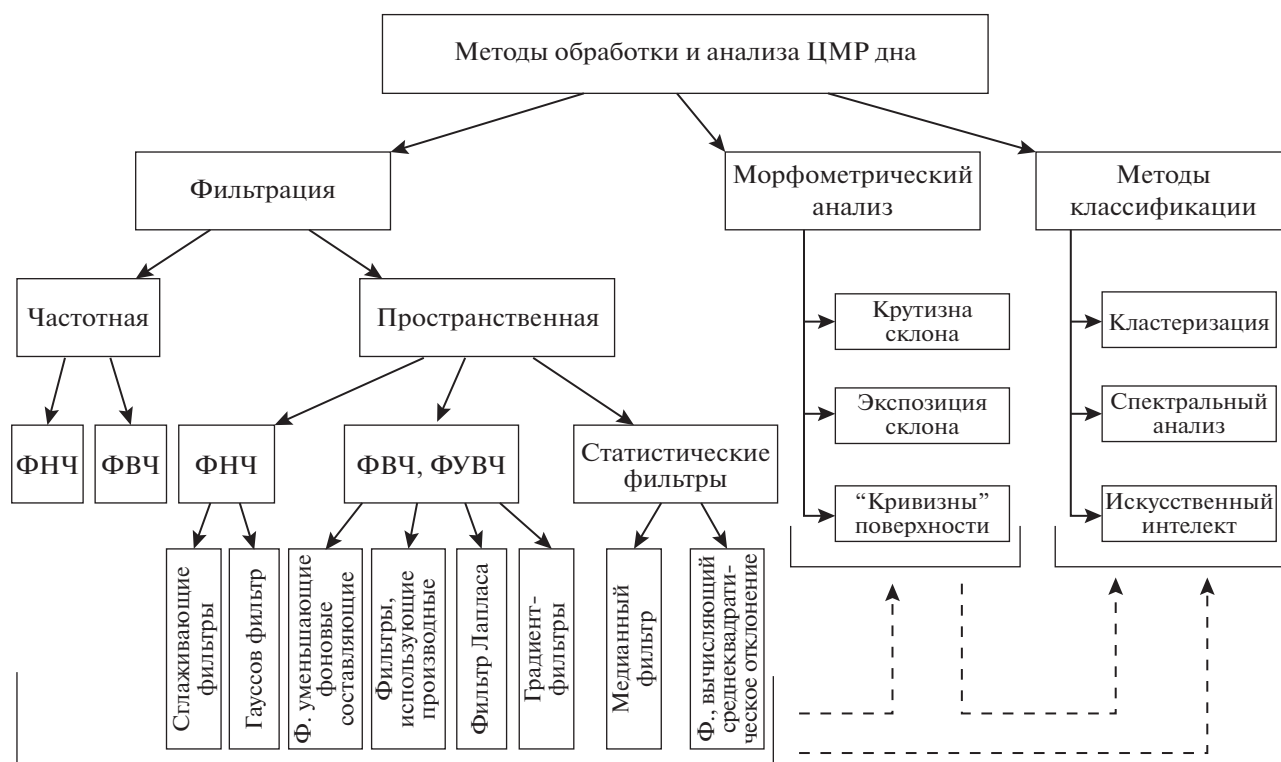 Методы обработки и анализа ЦМР дна
Фильтрация
Морфометрический
анализ
Методы
классификации
Частотная
Пространственная
Крутизна
склона
Кластеризация
Экспозиция
склона
Спектральный
анализ
ФНЧ
ФВЧ
ФНЧ
ФВЧ, ФУВЧ
Статистические
фильтры
“Кривизны”
поверхности
Искусственный
интелект
Сглаживающие
фильтры
Гауссов фильтр
Ф. уменьшающие
фоновые
составляющие
Фильтры,
использующие
производные
Фильтр Лапласа
Градиент-
фильтры
Медианный
фильтр
Ф., вычисляющий
среднеквадрати-
ческое отклонение